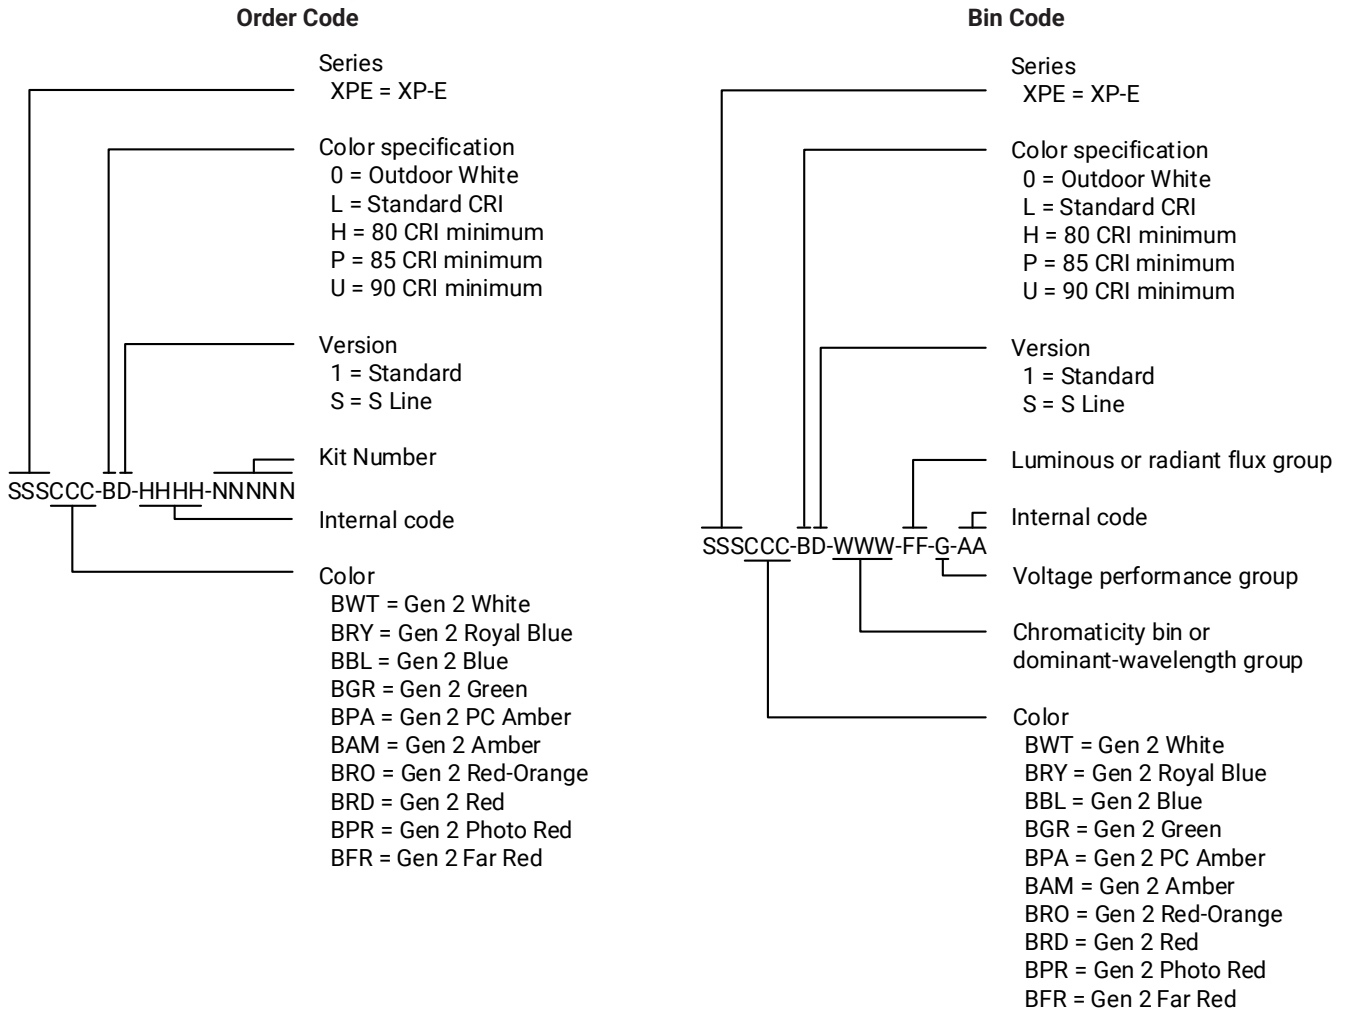 Order Code
Series
XPE = XP-E
Color specification
0 = Outdoor White
L = Standard CRI
H = 80 CRI minimum
P = 85 CRI minimum
U = 90 CRI minimum
Version
1 = Standard
S = S Line
Kit Number
SSSCCC-BD-HHHH-NNNNN
Internal code
Color
BWT = Gen 2 White
BRY = Gen 2 Royal Blue
BBL = Gen 2 Blue
BGR = Gen 2 Green
BPA = Gen 2 PC Amber
BAM = Gen 2 Amber
BRO = Gen 2 Red-Orange
BRD = Gen 2 Red
BPR = Gen 2 Photo Red
BFR = Gen 2 Far Red
Bin Code
Series
XPE = XP-E
Color specification
0 = Outdoor White
L = Standard CRI
H = 80 CRI minimum
P = 85 CRI minimum
U = 90 CRI minimum
Version
1 = Standard
S = S Line
Luminous or radiant flux group
Internal code
SSSCCC-BD-WWW-FF-G-AA
Voltage performance group
Chromaticity bin or
dominant-wavelength group
Color
BWT = Gen 2 White
BRY = Gen 2 Royal Blue
BBL = Gen 2 Blue
BGR = Gen 2 Green
BPA = Gen 2 PC Amber
BAM = Gen 2 Amber
BRO = Gen 2 Red-Orange
BRD = Gen 2 Red
BPR = Gen 2 Photo Red
BFR = Gen 2 Far Red